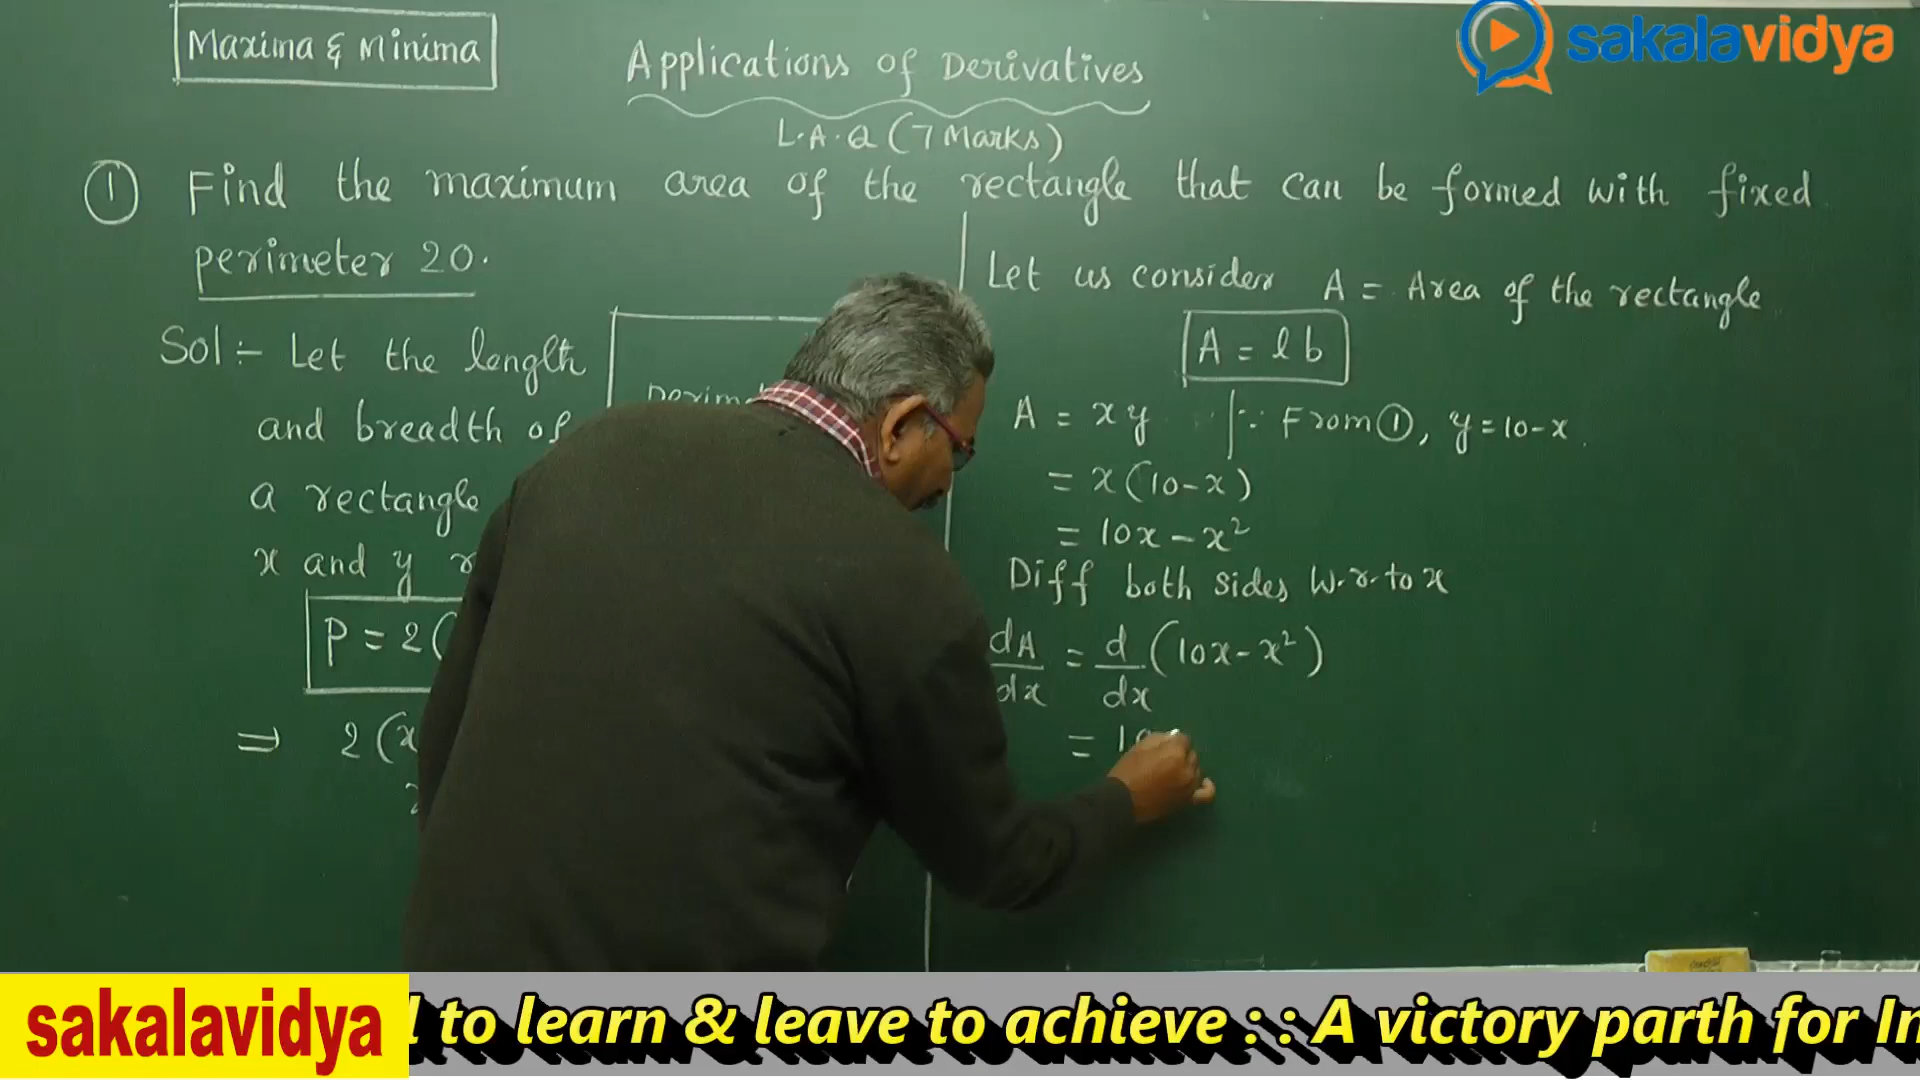 Maxima & Minima
Applications of Derivatives
sakalavidya
L.A.Q (7 Marks)
① Find the maximum area of the rectangle that can be formed with fixed
perimeter 20.
Sol :- Let the length
and breadth of
a rectangle
x and y
P = 2(
⇒ 2(x
Let us consider A = Area of the rectangle
A = l b
A = xy | ∵ From ①, y = 10-x
= x(10-x)
= 10x - x²
Diff both sides w.r.to x
dA/dx = d/dx (10x - x²)
= 10
sakalavidya
to learn & leave to achieve : : A victory parth for In